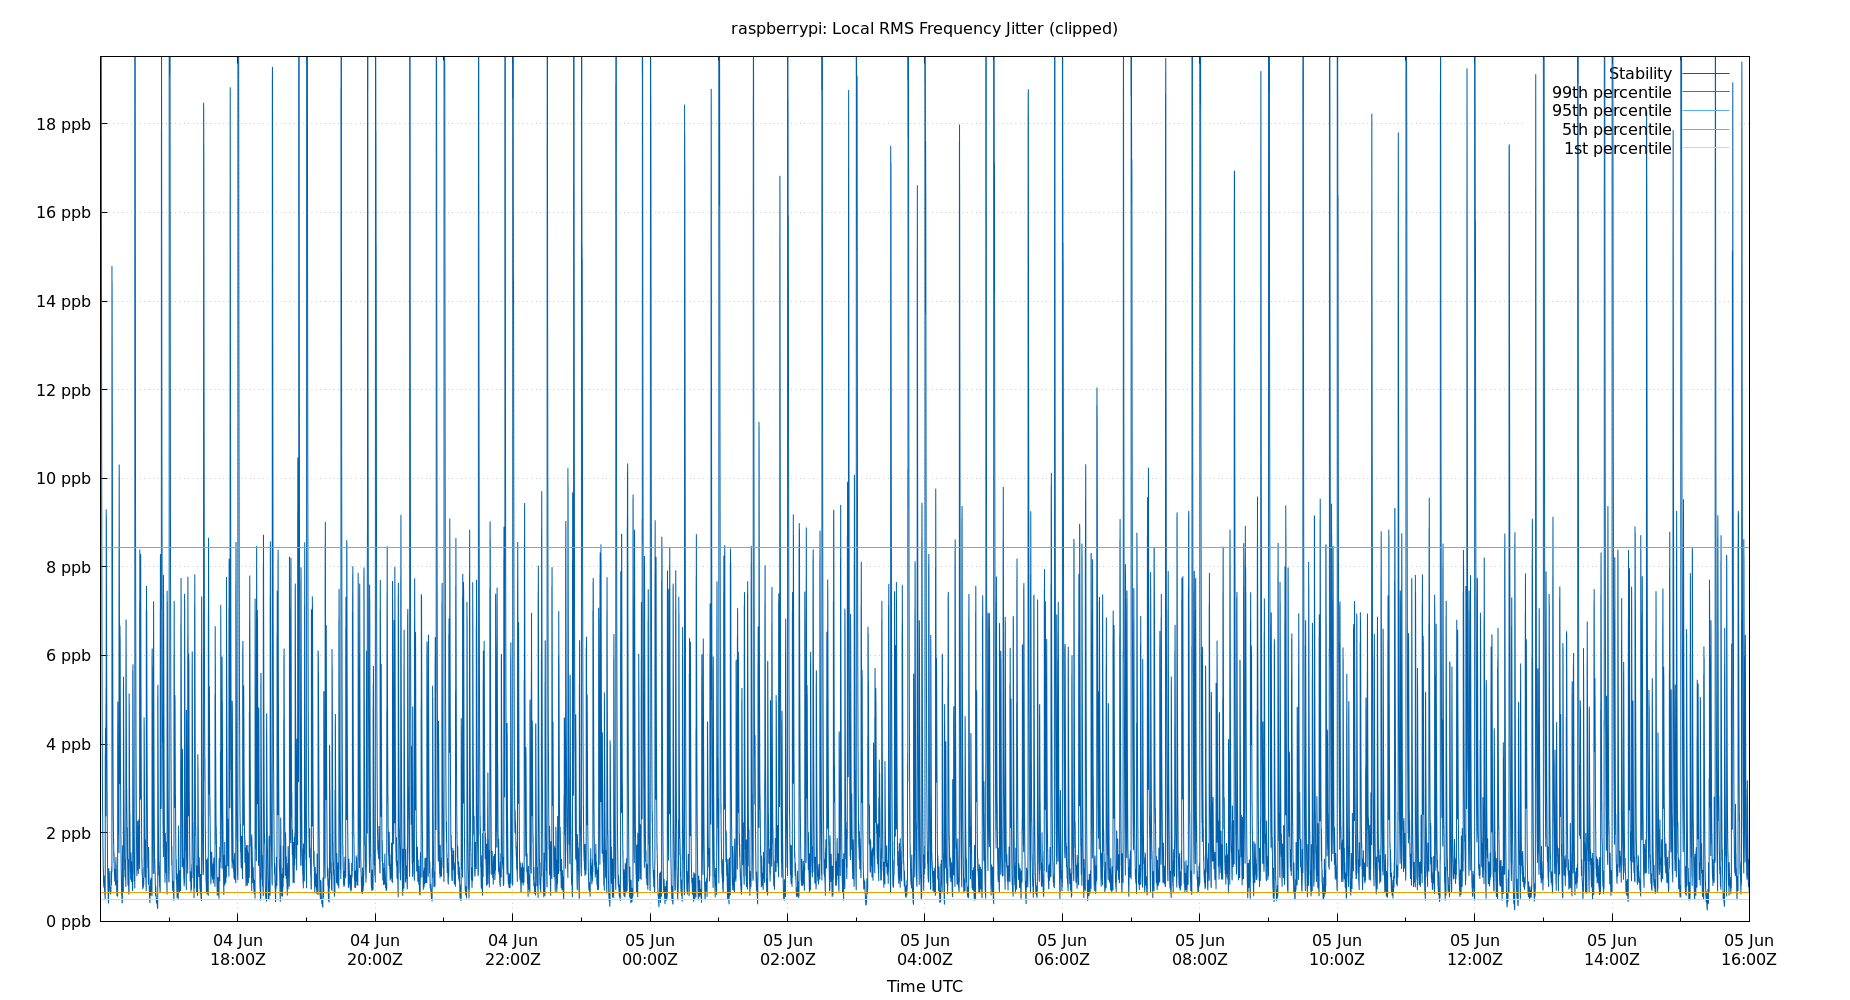 raspberrypi: Local RMS Frequency Jitter (clipped)
Stability
99th percentile
95th percentile
5th percentile
1st percentile
18 ppb
16 ppb
14 ppb
12 ppb
10 ppb
8 ppb
6 ppb
4 ppb
2 ppb
0 ppb
04 Jun 04 Jun 04 Jun 05 Jun 05 Jun 05 Jun 05 Jun 05 Jun 05 Jun 05 Jun 05 Jun 05 Jun
18:00Z 20:00Z 22:00Z 00:00Z 02:00Z 04:00Z 06:00Z 08:00Z 10:00Z 12:00Z 14:00Z 16:00Z
Time UTC